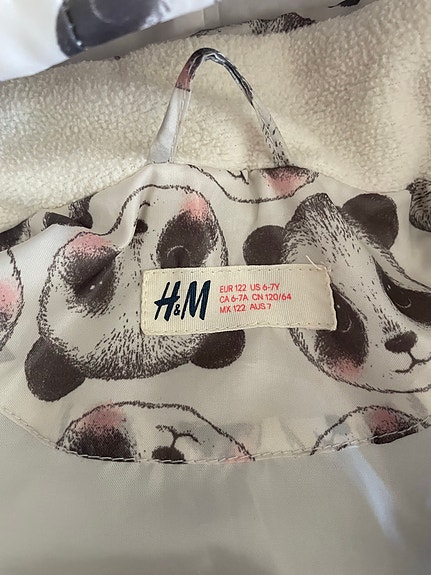 H&M
EUR 122 US 6-7Y
CA 6-7A CN 120/64
MX 122 AUS 7